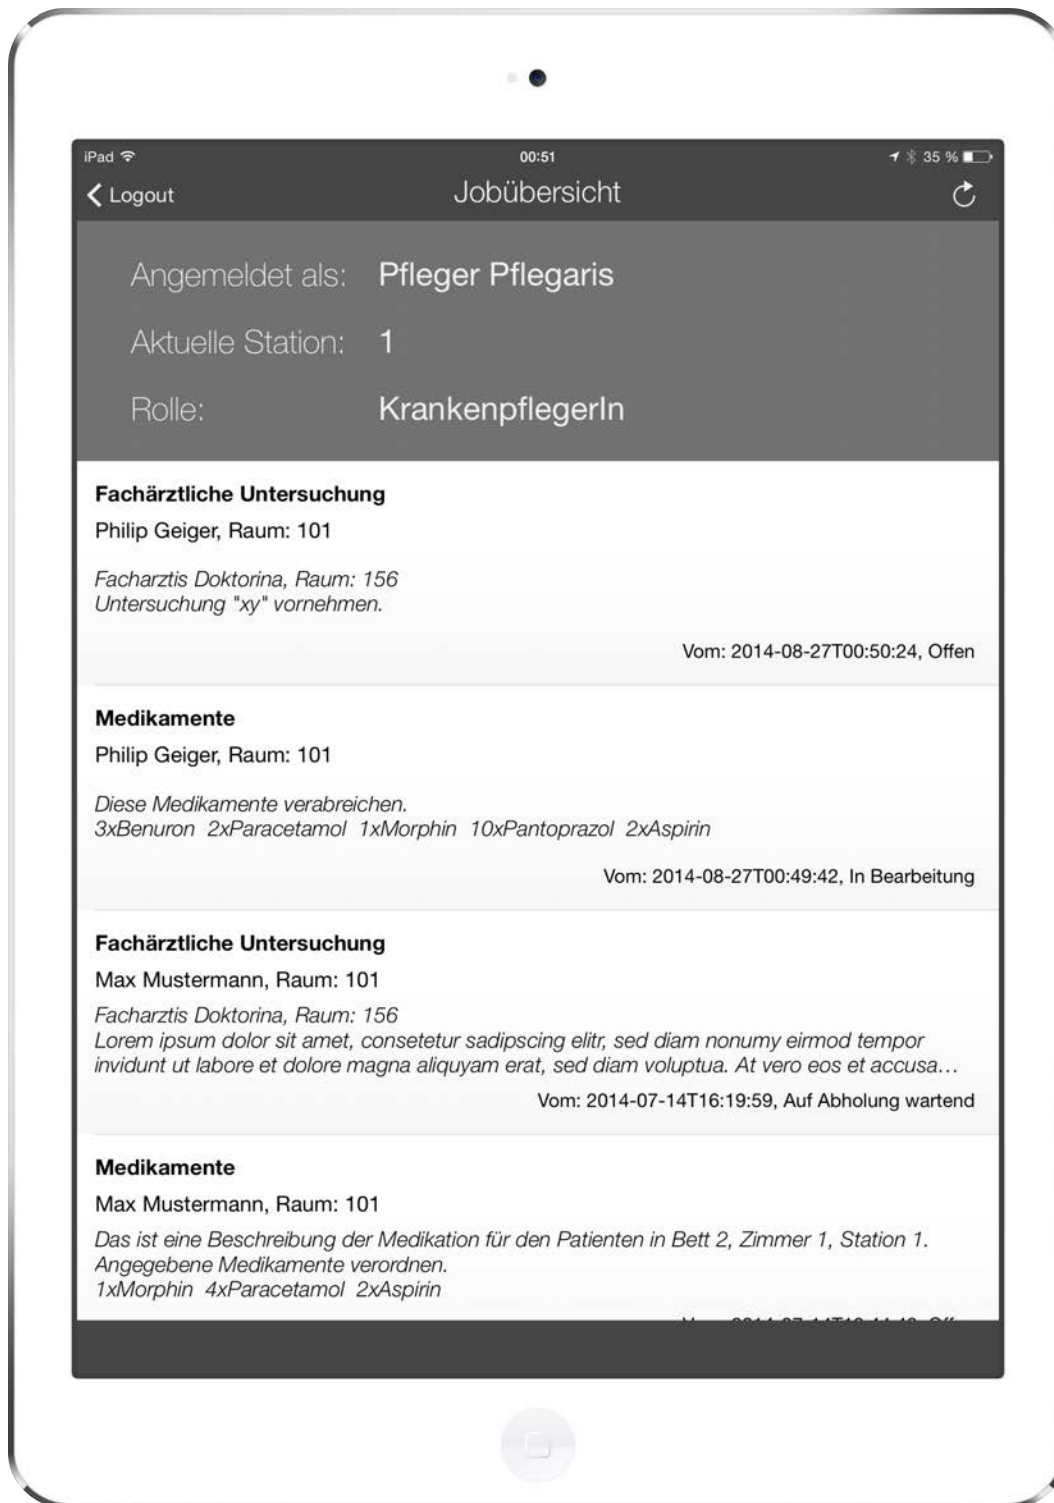 iPad 00:51 35 %
Logout Jobübersicht
Angemeldet als: Pfleger Pflegaris
Aktuelle Station: 1
Rolle: KrankenpflegerIn
Fachärztliche Untersuchung
Philip Geiger, Raum: 101
Facharztis Doktorina, Raum: 156
Untersuchung "xy" vornehmen.
Vom: 2014-08-27T00:50:24, Offen
Medikamente
Philip Geiger, Raum: 101
Diese Medikamente verabreichen.
3xBenuron 2xParacetamol 1xMorphin 10xPantoprazol 2xAspirin
Vom: 2014-08-27T00:49:42, In Bearbeitung
Fachärztliche Untersuchung
Max Mustermann, Raum: 101
Facharztis Doktorina, Raum: 156
Lorem ipsum dolor sit amet, consetetur sadipscing elitr, sed diam nonumy eirmod tempor
invidunt ut labore et dolore magna aliquyam erat, sed diam voluptua. At vero eos et accusa…
Vom: 2014-07-14T16:19:59, Auf Abholung wartend
Medikamente
Max Mustermann, Raum: 101
Das ist eine Beschreibung der Medikation für den Patienten in Bett 2, Zimmer 1, Station 1.
Angegebene Medikamente verordnen.
1xMorphin 4xParacetamol 2xAspirin